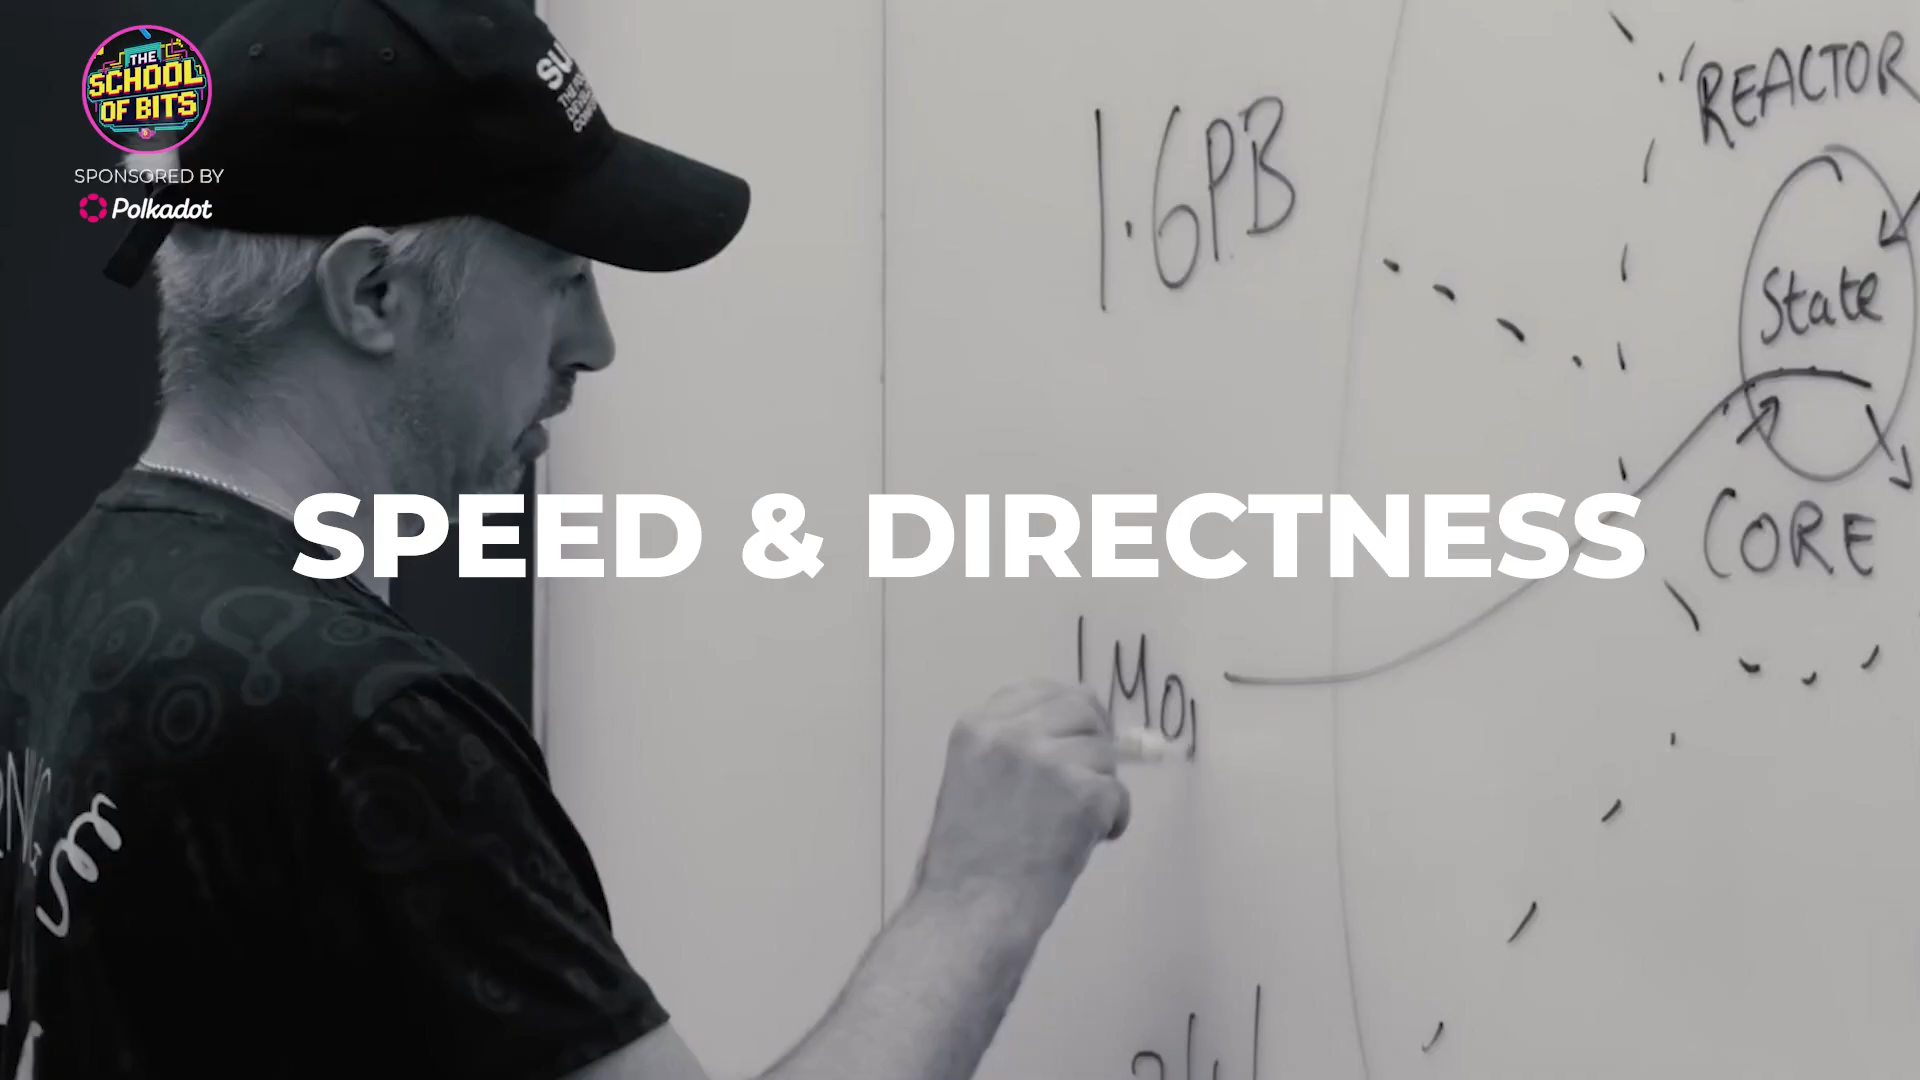 THE
SCHOOL
OF BITS
SPONSORED BY
Polkadot
1.6PB
REACTOR
State
SPEED & DIRECTNESS
CORE